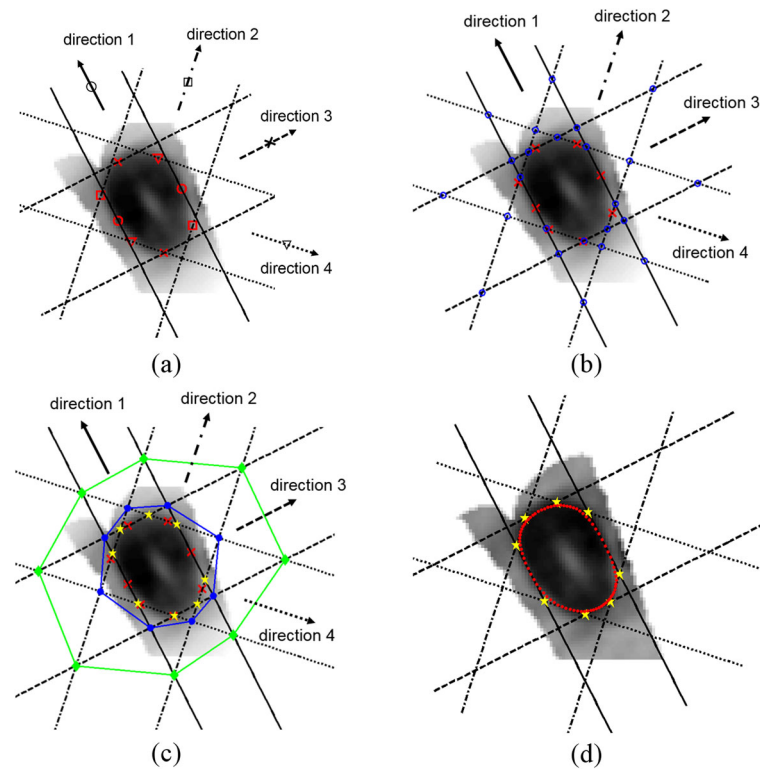 direction 1
direction 2
direction 3
direction 4
(a)
direction 1
direction 2
direction 3
direction 4
(b)
direction 1
direction 2
direction 3
direction 4
(c)
(d)